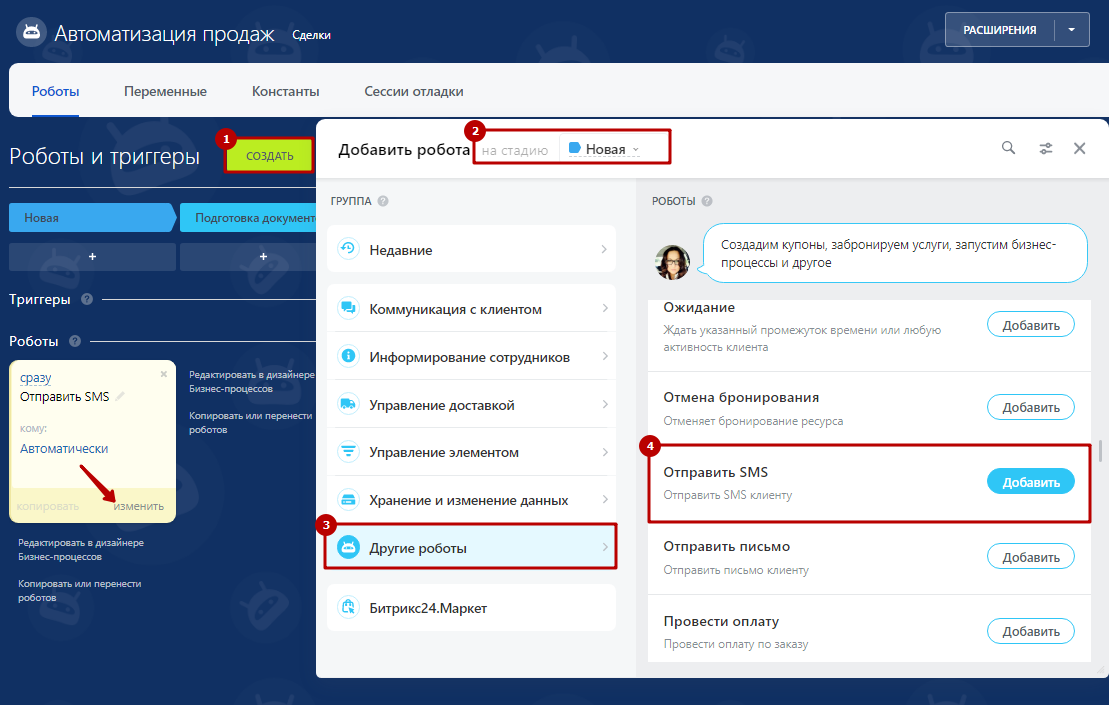 Автоматизация продаж Сделки
РАСШИРЕНИЯ
Роботы Переменные Константы Сессии отладки
Роботы и триггеры
1
СОЗДАТЬ
Новая
Подготовка документ
+
+
Триггеры ?
Роботы ?
сразу
Отправить SMS
кому:
Автоматически
копировать изменить
Редактировать в дизайнере
Бизнес-процессов
Копировать или перенести
роботов
Редактировать в дизайнере
Бизнес-процессов
Копировать или перенести
роботов
2
Добавить робота на стадию Новая
ГРУППА ?
Недавние
Коммуникация с клиентом
Информирование сотрудников
Управление доставкой
Управление элементом
Хранение и изменение данных
3
Другие роботы
Битрикс24.Маркет
РОБОТЫ ?
Создадим купоны, забронируем услуги, запустим бизнес-
процессы и другое
Ожидание
Ждать указанный промежуток времени или любую
активность клиента
Добавить
Отмена бронирования
Отменяет бронирование ресурса
Добавить
4
Отправить SMS
Отправить SMS клиенту
Добавить
Отправить письмо
Отправить письмо клиенту
Добавить
Провести оплату
Провести оплату по заказу
Добавить